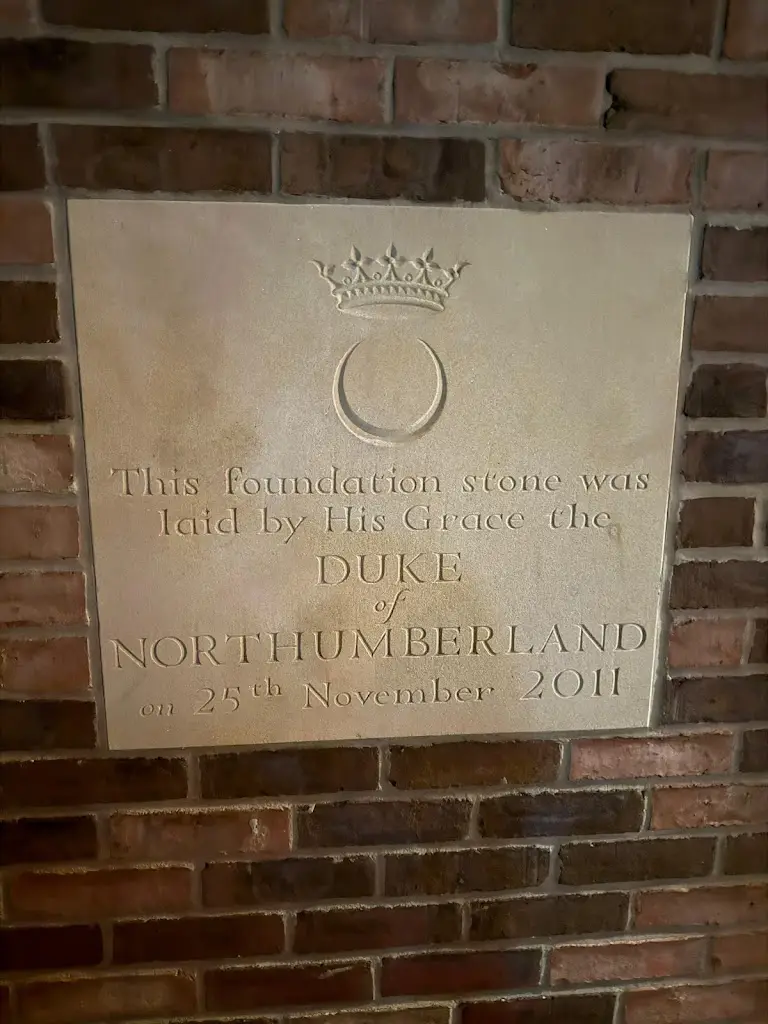 This foundation stone was
laid by His Grace the
DUKE
of
NORTHUMBERLAND
on 25th November 2011